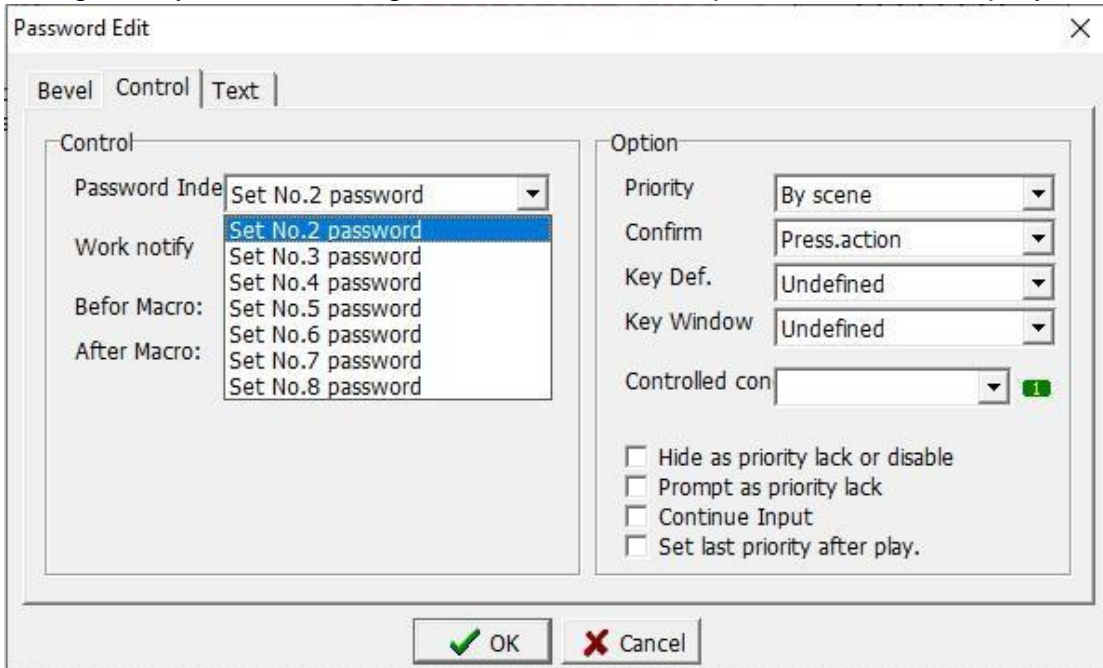 Password Edit
Bevel
Control
Text
Control
Password Inde
Set No.2 password
Set No.2 password
Set No.3 password
Set No.4 password
Set No.5 password
Set No.6 password
Set No.7 password
Set No.8 password
Work notify
Befor Macro:
After Macro:
Option
Priority
By scene
Confirm
Press.action
Key Def.
Undefined
Key Window
Undefined
Controlled con
1
Hide as priority lack or disable
Prompt as priority lack
Continue Input
Set last priority after play.
OK
Cancel